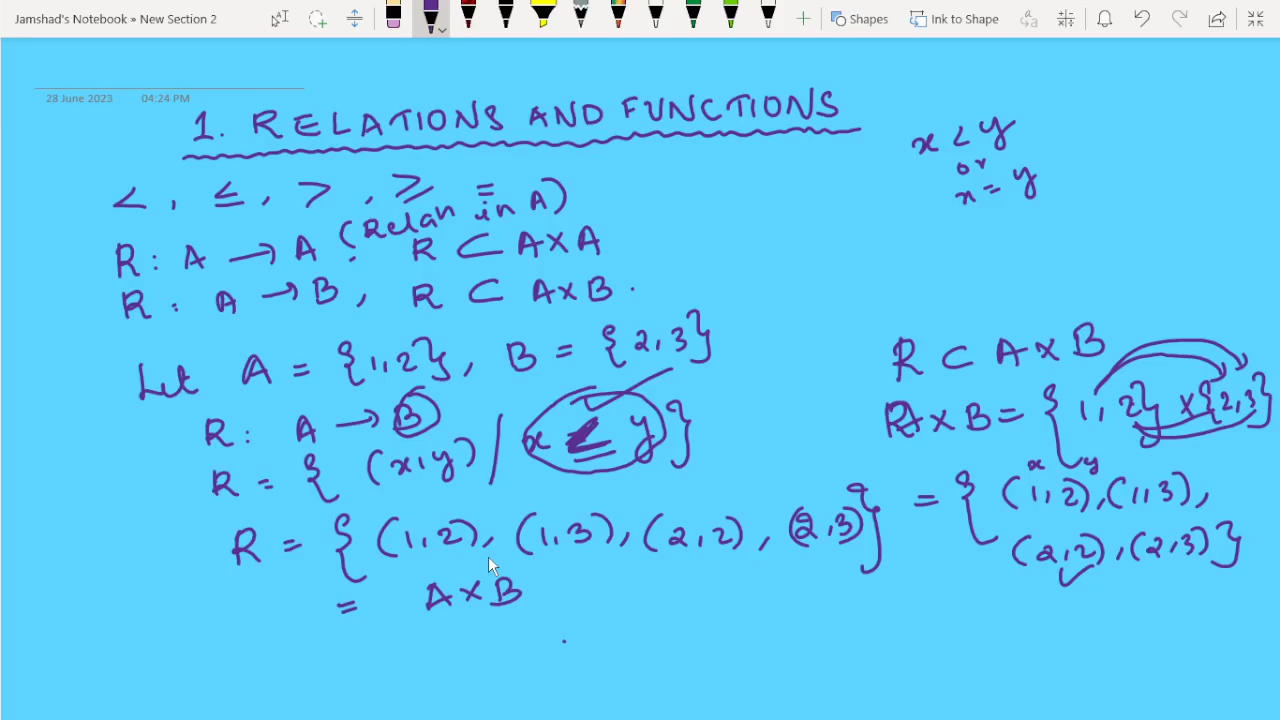 Jamshad's Notebook » New Section 2
Shapes
Ink to Shape
28 June 2023 04:24 PM
1. RELATIONS AND FUNCTIONS
<, ≤, >, ≥ =
R: A → A (Relan in A) R ⊂ A×A
R: A → B, R ⊂ A×B.
Let A = {1,2}, B = {2,3}
R: A → B
R = { (x,y) / x ≤ y }
R = { (1,2), (1,3), (2,2), (2,3) }
= A×B
x < y
or
x = y
R ⊂ A×B
A×B = {1,2} × {2,3}
x y
= { (1,2), (1,3),
(2,2), (2,3) }